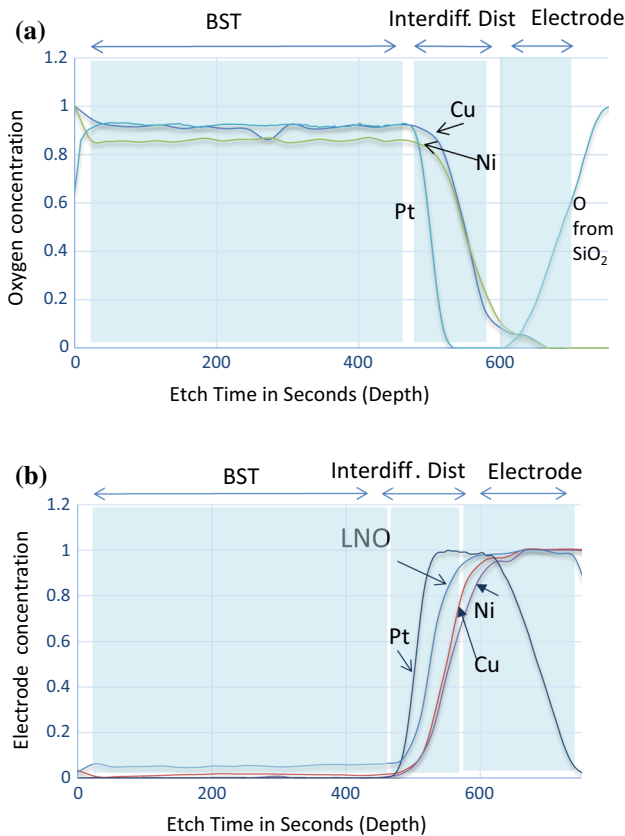 (a)
BST
Interdiff. Dist
Electrode
1.2
1
0.8
0.6
0.4
0.2
0
Oxygen concentration
Cu
Ni
Pt
O
from
SiO₂
0
200
400
600
Etch Time in Seconds (Depth)
(b)
BST
Interdiff . Dist
Electrode
1.2
1
0.8
0.6
0.4
0.2
0
Electrode concentration
LNO
Pt
Ni
Cu
0
200
400
600
Etch Time in Seconds (Depth)